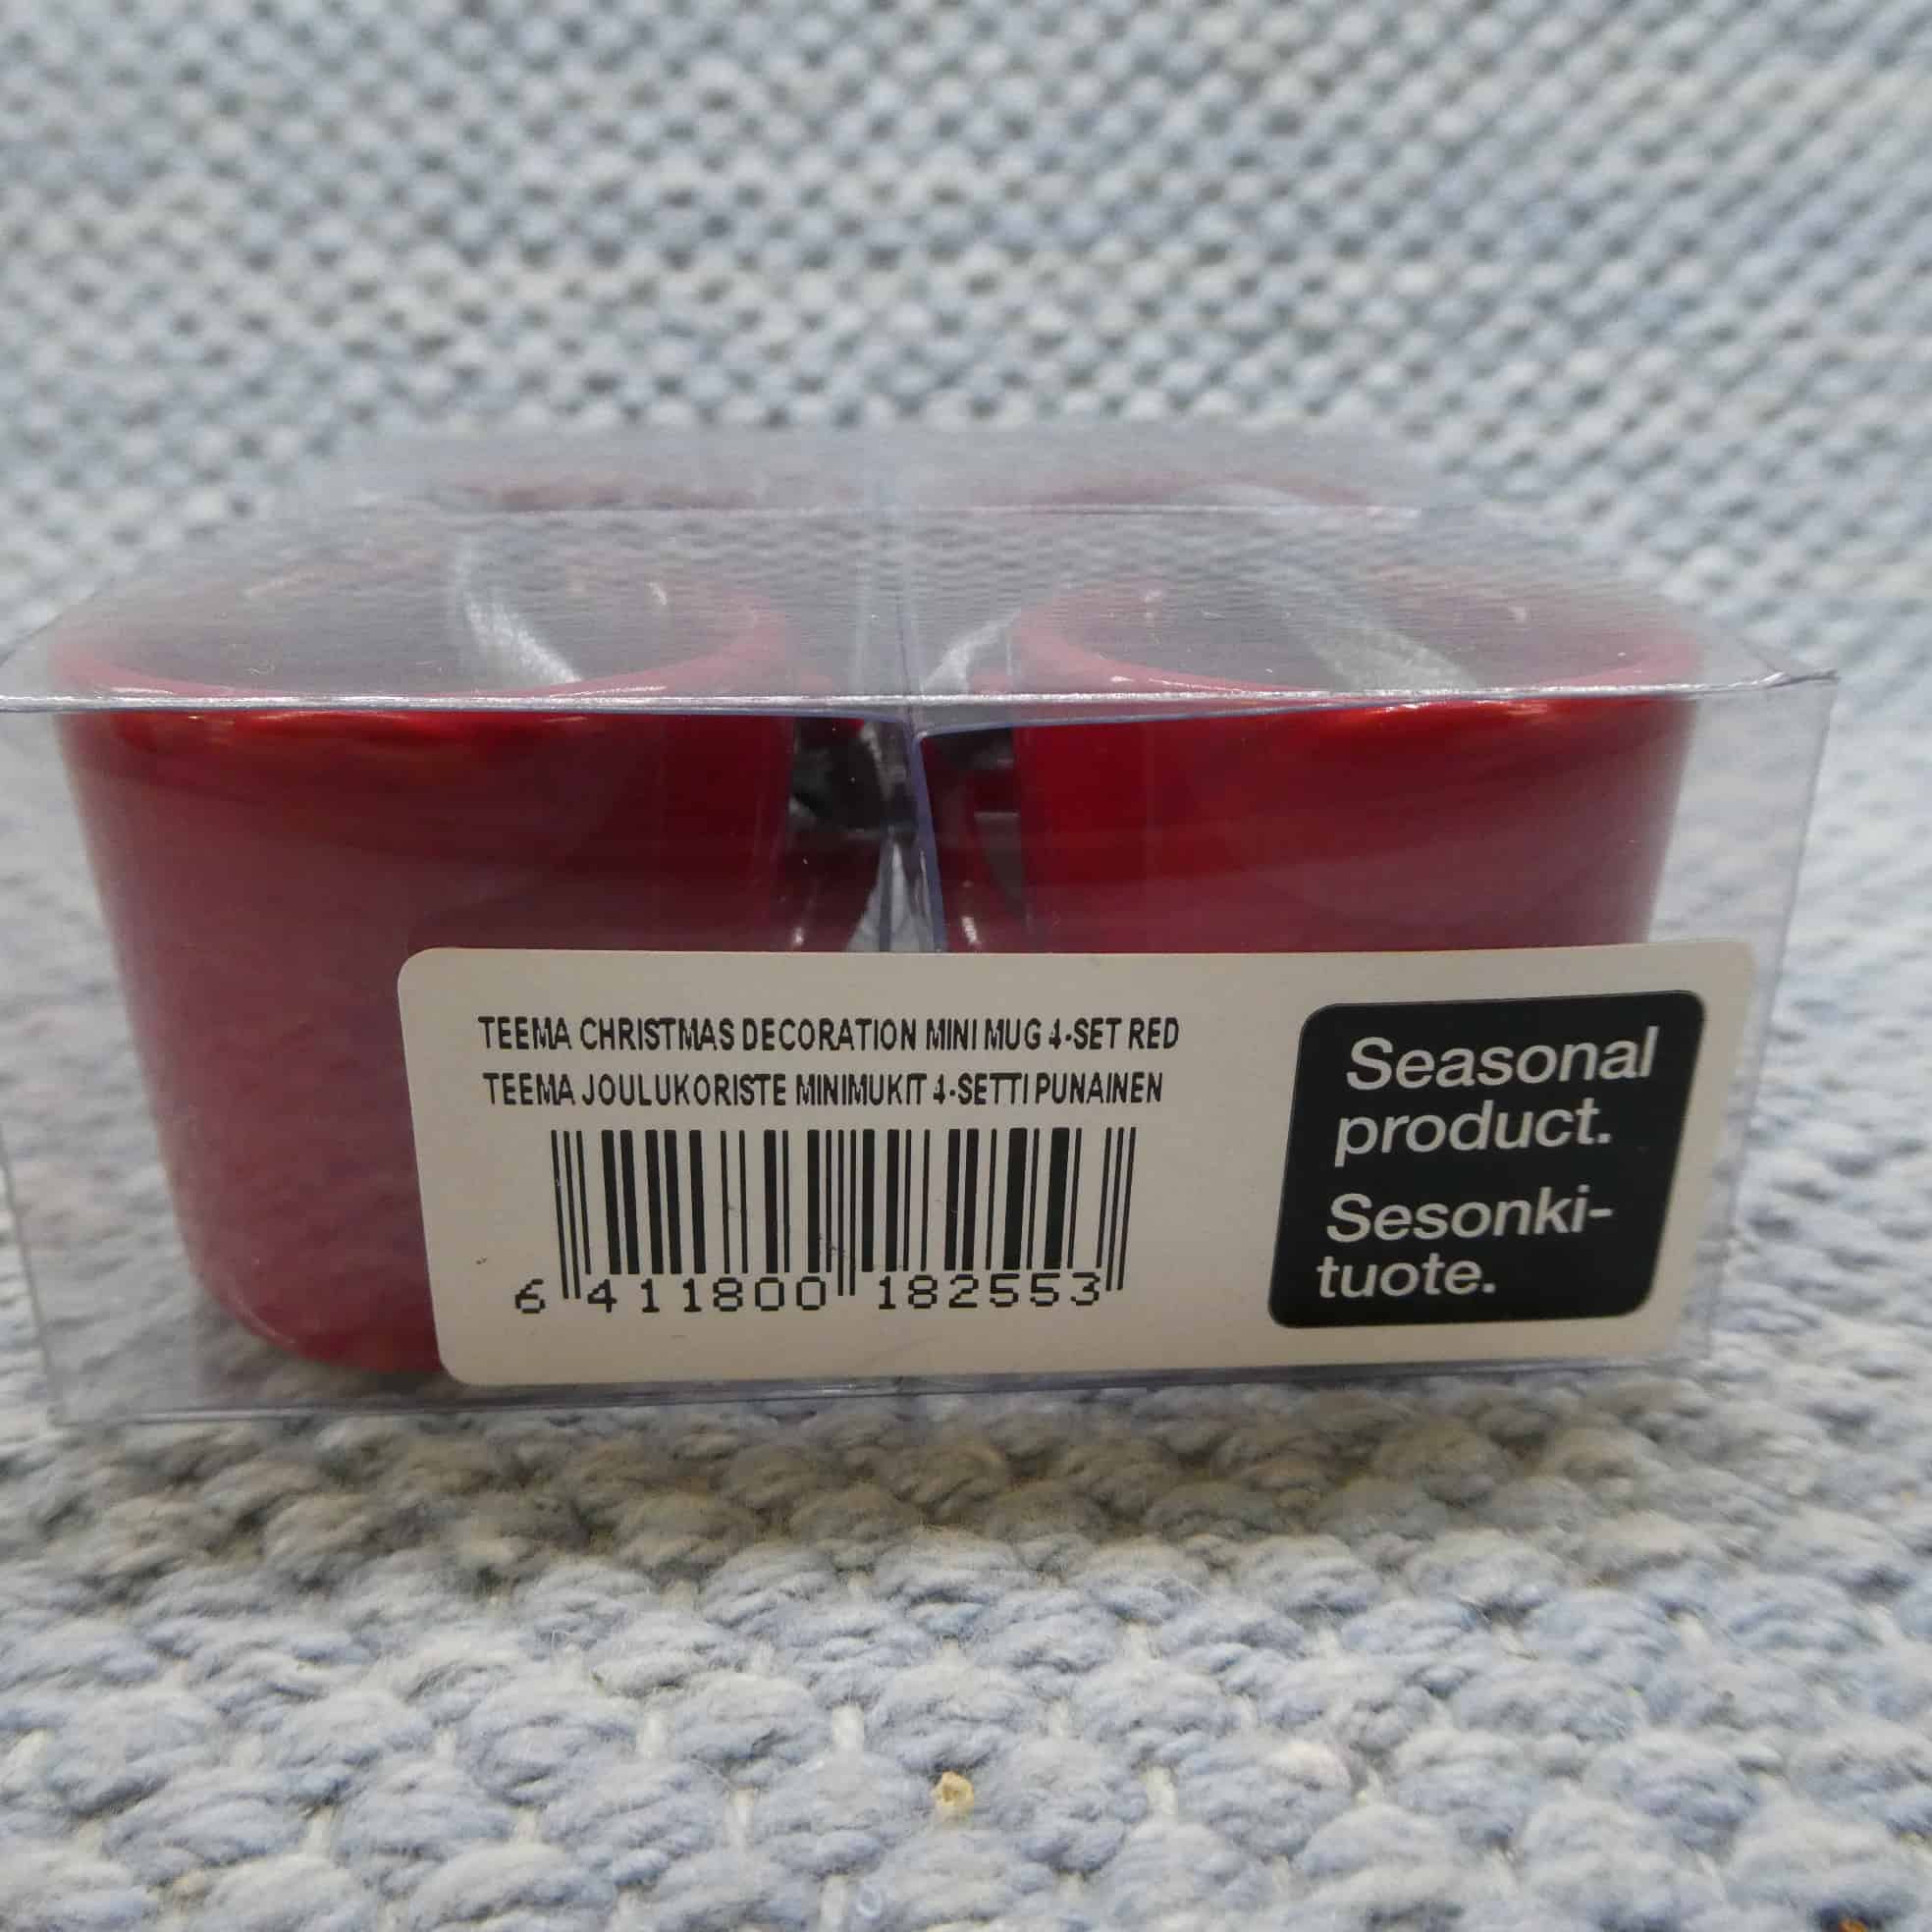 TEEMA CHRISTMAS DECORATION MINI MUG 4-SET RED
TEEMA JOULUKORISTE MINIMUKIT 4-SETTI PUNAINEN
6 411800 182553
Seasonal
product.
Sesonki-
tuote.